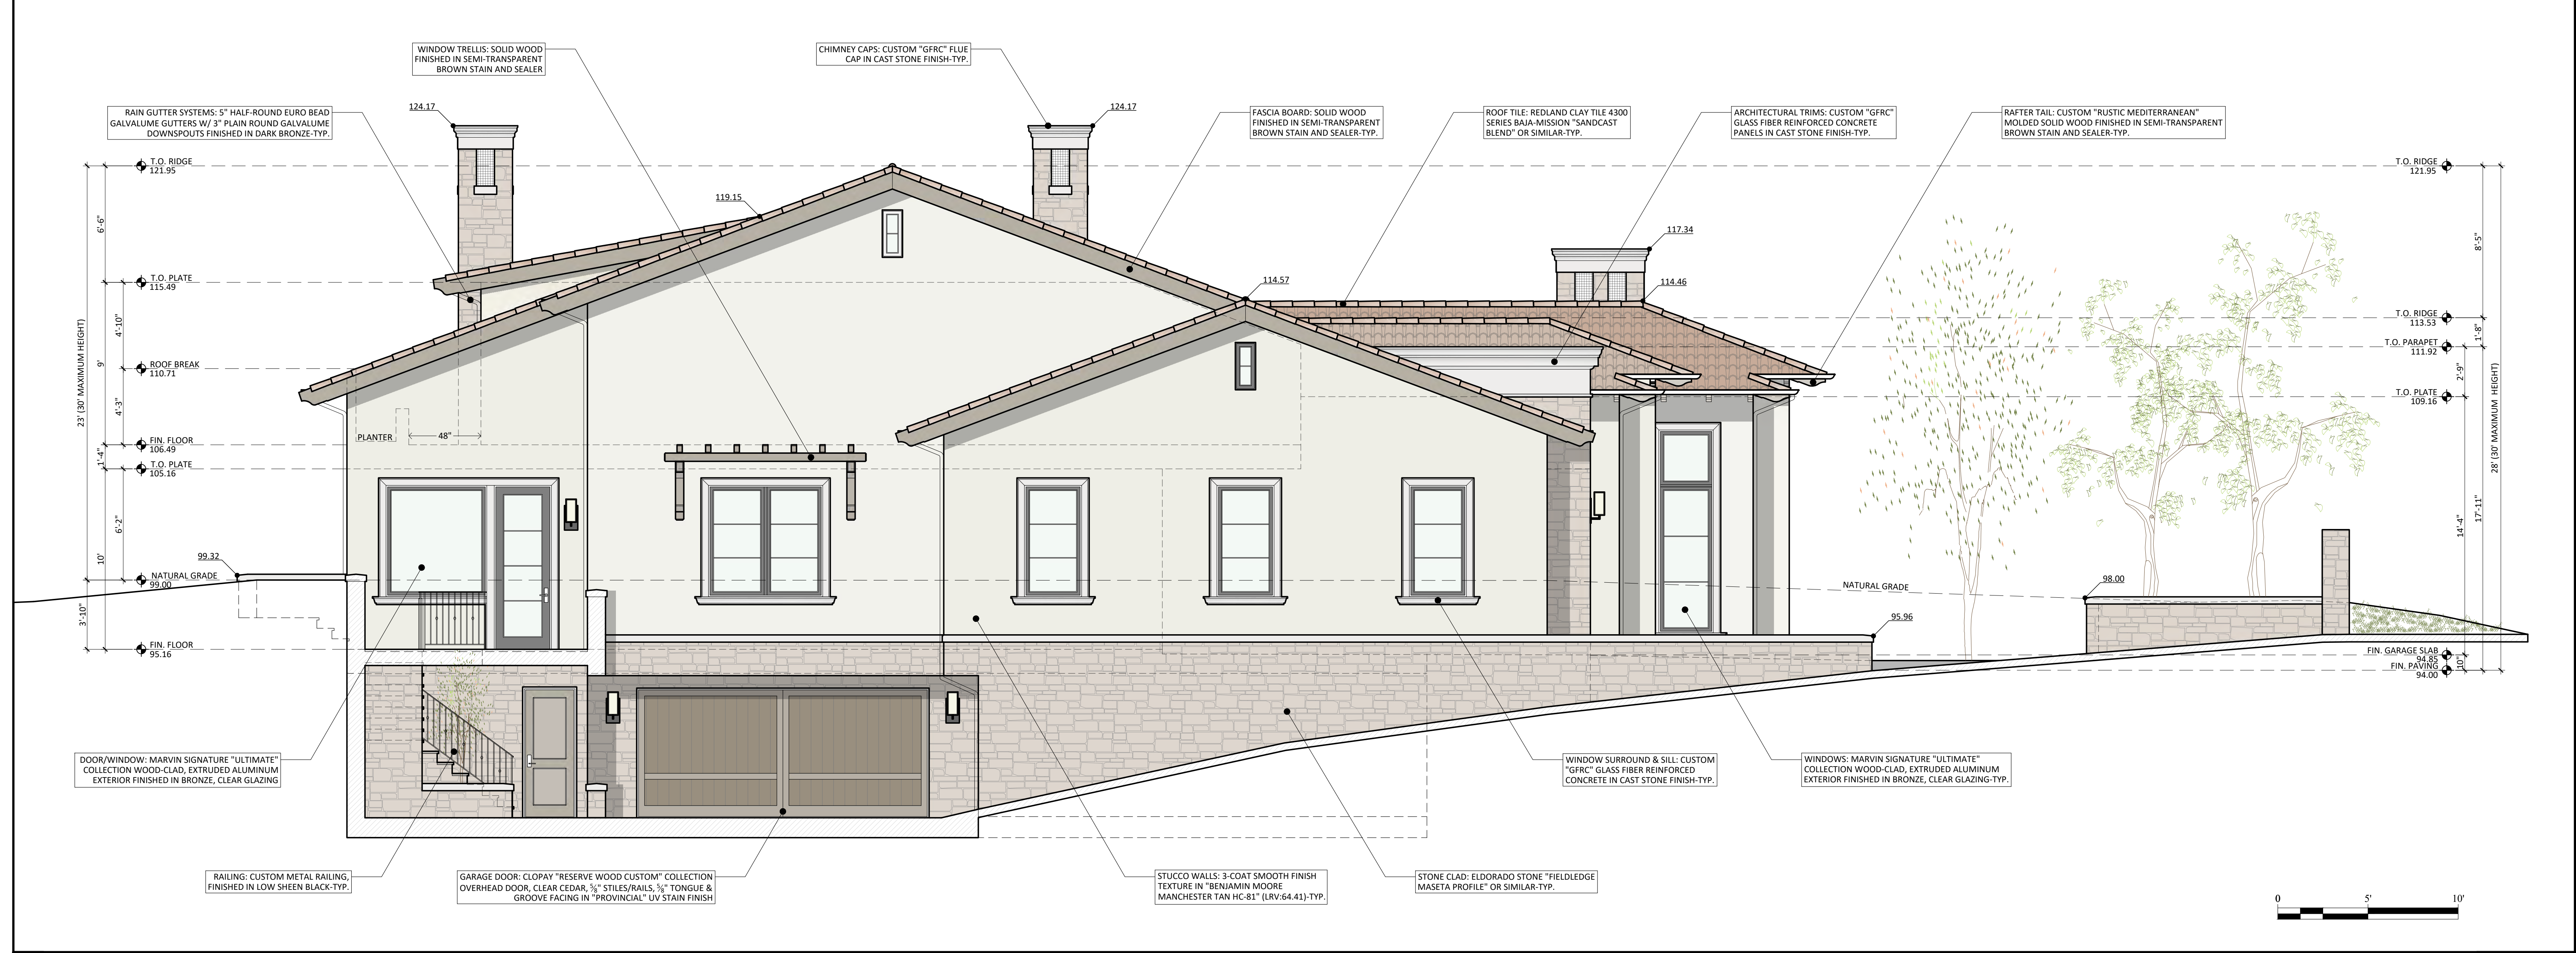 WINDOW TRELLIS: SOLID WOOD
FINISHED IN SEMI-TRANSPARENT
BROWN STAIN AND SEALER
CHIMNEY CAPS: CUSTOM "GFRC" FLUE
CAP IN CAST STONE FINISH-TYP.
RAIN GUTTER SYSTEMS: 5" HALF-ROUND EURO BEAD
GALVALUME GUTTERS W/ 3" PLAIN ROUND GALVALUME
DOWNSPOUTS FINISHED IN DARK BRONZE-TYP.
124.17
124.17
FASCIA BOARD: SOLID WOOD
FINISHED IN SEMI-TRANSPARENT
BROWN STAIN AND SEALER-TYP.
ROOF TILE: REDLAND CLAY TILE 4300
SERIES BAJA-MISSION "SANDCAST
BLEND" OR SIMILAR-TYP.
ARCHITECTURAL TRIMS: CUSTOM "GFRC"
GLASS FIBER REINFORCED CONCRETE
PANELS IN CAST STONE FINISH-TYP.
RAFTER TAIL: CUSTOM "RUSTIC MEDITERRANEAN"
MOLDED SOLID WOOD FINISHED IN SEMI-TRANSPARENT
BROWN STAIN AND SEALER-TYP.
T.O. RIDGE
121.95
T.O. RIDGE
121.95
119.15
6'-6"
117.34
8'-5"
T.O. PLATE
115.49
114.57
114.46
4'-10"
23' (30' MAXIMUM HEIGHT)
T.O. RIDGE
113.53
1'-8"
T.O. PARAPET
111.92
9'
ROOF BREAK
110.71
2'-9"
28' (30' MAXIMUM HEIGHT)
T.O. PLATE
109.16
4'-3"
PLANTER
48"
FIN. FLOOR
106.49
1'-4"
T.O. PLATE
105.16
6'-2"
10'
14'-4"
17'-11"
99.32
NATURAL GRADE
99.00
NATURAL GRADE
98.00
3'-10"
95.96
FIN. FLOOR
95.16
FIN. GARAGE SLAB
94.85
10"
FIN. PAVING
94.00
DOOR/WINDOW: MARVIN SIGNATURE "ULTIMATE"
COLLECTION WOOD-CLAD, EXTRUDED ALUMINUM
EXTERIOR FINISHED IN BRONZE, CLEAR GLAZING
WINDOW SURROUND & SILL: CUSTOM
"GFRC" GLASS FIBER REINFORCED
CONCRETE IN CAST STONE FINISH-TYP.
WINDOWS: MARVIN SIGNATURE "ULTIMATE"
COLLECTION WOOD-CLAD, EXTRUDED ALUMINUM
EXTERIOR FINISHED IN BRONZE, CLEAR GLAZING-TYP.
RAILING: CUSTOM METAL RAILING,
FINISHED IN LOW SHEEN BLACK-TYP.
GARAGE DOOR: CLOPAY "RESERVE WOOD CUSTOM" COLLECTION
OVERHEAD DOOR, CLEAR CEDAR, ⅝" STILES/RAILS, ⅝" TONGUE &
GROOVE FACING IN "PROVINCIAL" UV STAIN FINISH
STUCCO WALLS: 3-COAT SMOOTH FINISH
TEXTURE IN "BENJAMIN MOORE
MANCHESTER TAN HC-81" (LRV:64.41)-TYP.
STONE CLAD: ELDORADO STONE "FIELDLEDGE
MASETA PROFILE" OR SIMILAR-TYP.
0 5' 10'